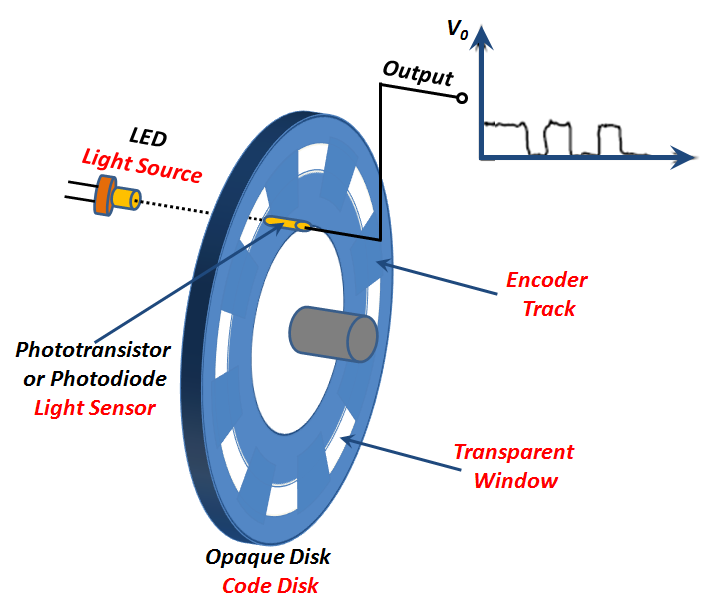 V0
Output
LED
Light Source
Encoder
Track
Phototransistor
or Photodiode
Light Sensor
Transparent
Window
Opaque Disk
Code Disk